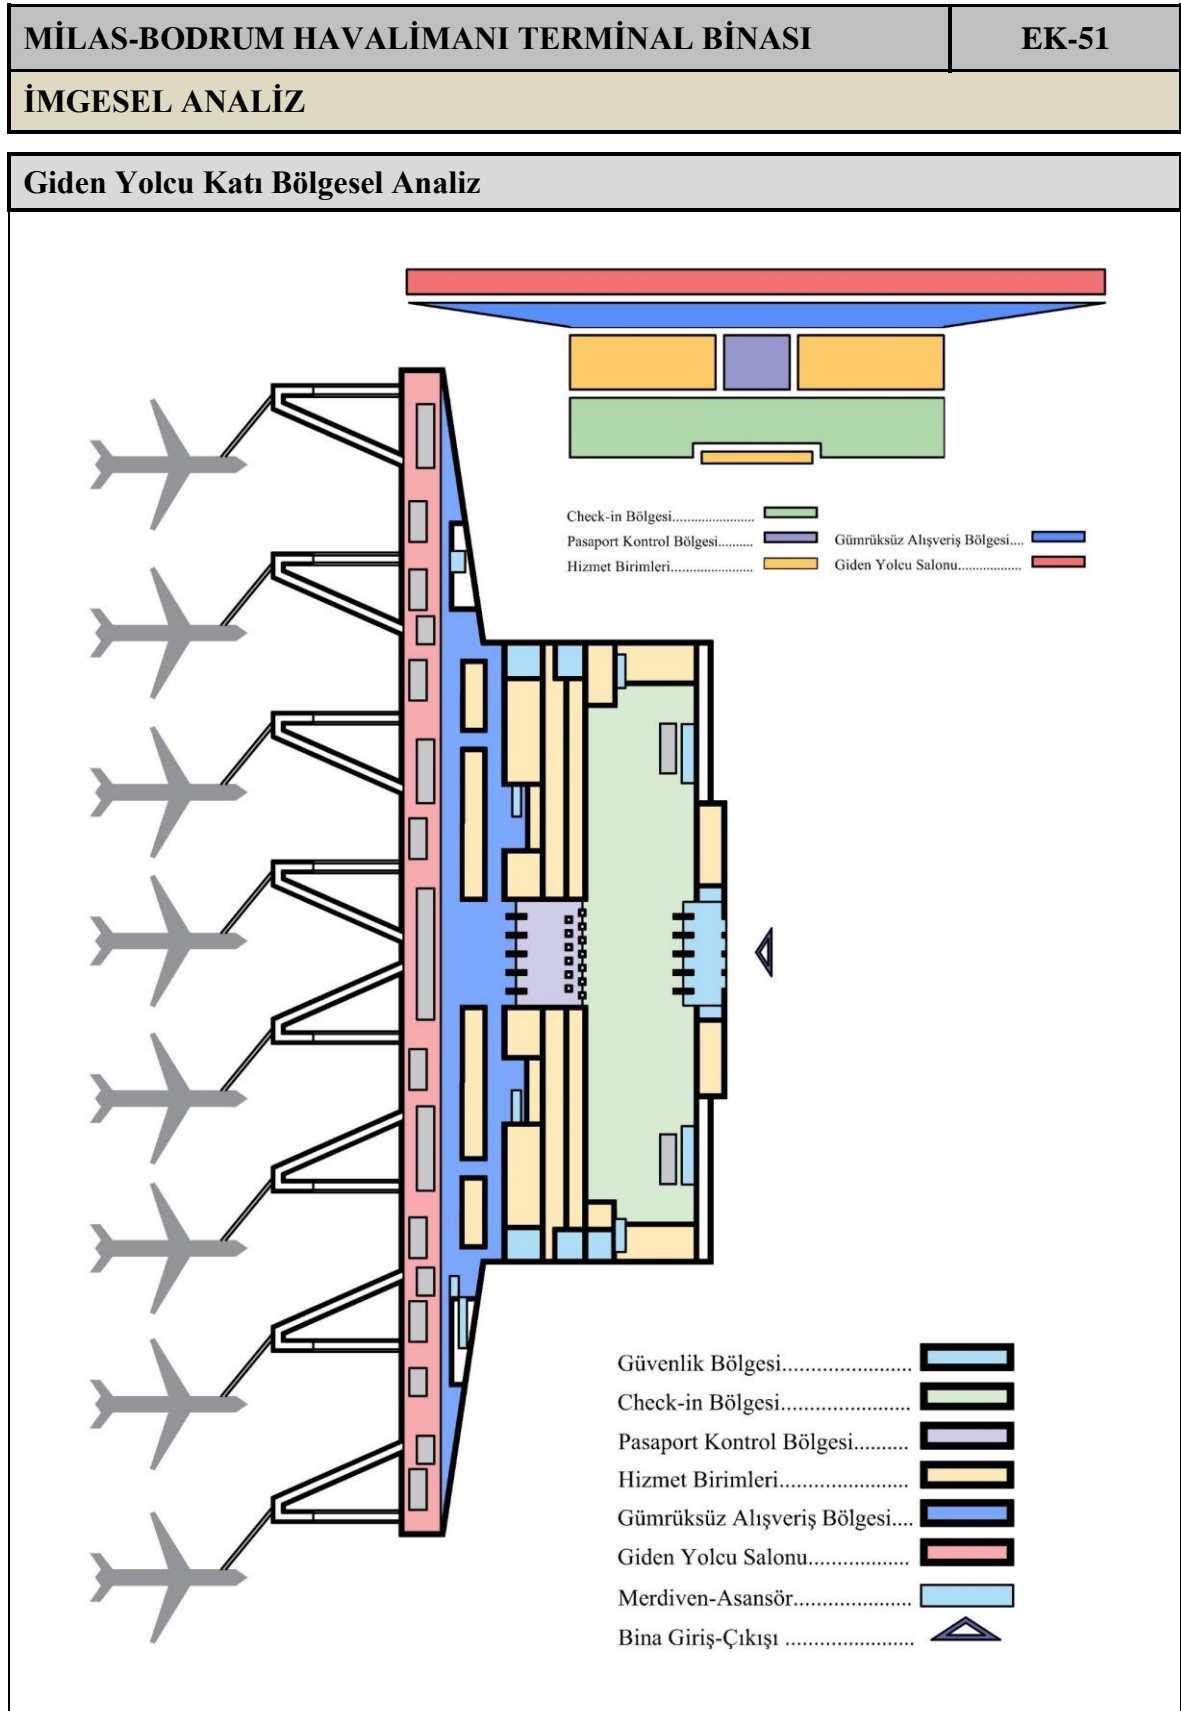 MİLAS-BODRUM HAVALİMANI TERMİNAL BİNASI EK-51
İMGESEL ANALİZ
Giden Yolcu Katı Bölgesel Analiz
Check-in Bölgesi......................
Pasaport Kontrol Bölgesi.......... Gümrüksüz Alışveriş Bölgesi....
Hizmet Birimleri...................... Giden Yolcu Salonu.................
Güvenlik Bölgesi.......................
Check-in Bölgesi.......................
Pasaport Kontrol Bölgesi..........
Hizmet Birimleri.......................
Gümrüksüz Alışveriş Bölgesi....
Giden Yolcu Salonu..................
Merdiven-Asansör.....................
Bina Giriş-Çıkışı .......................